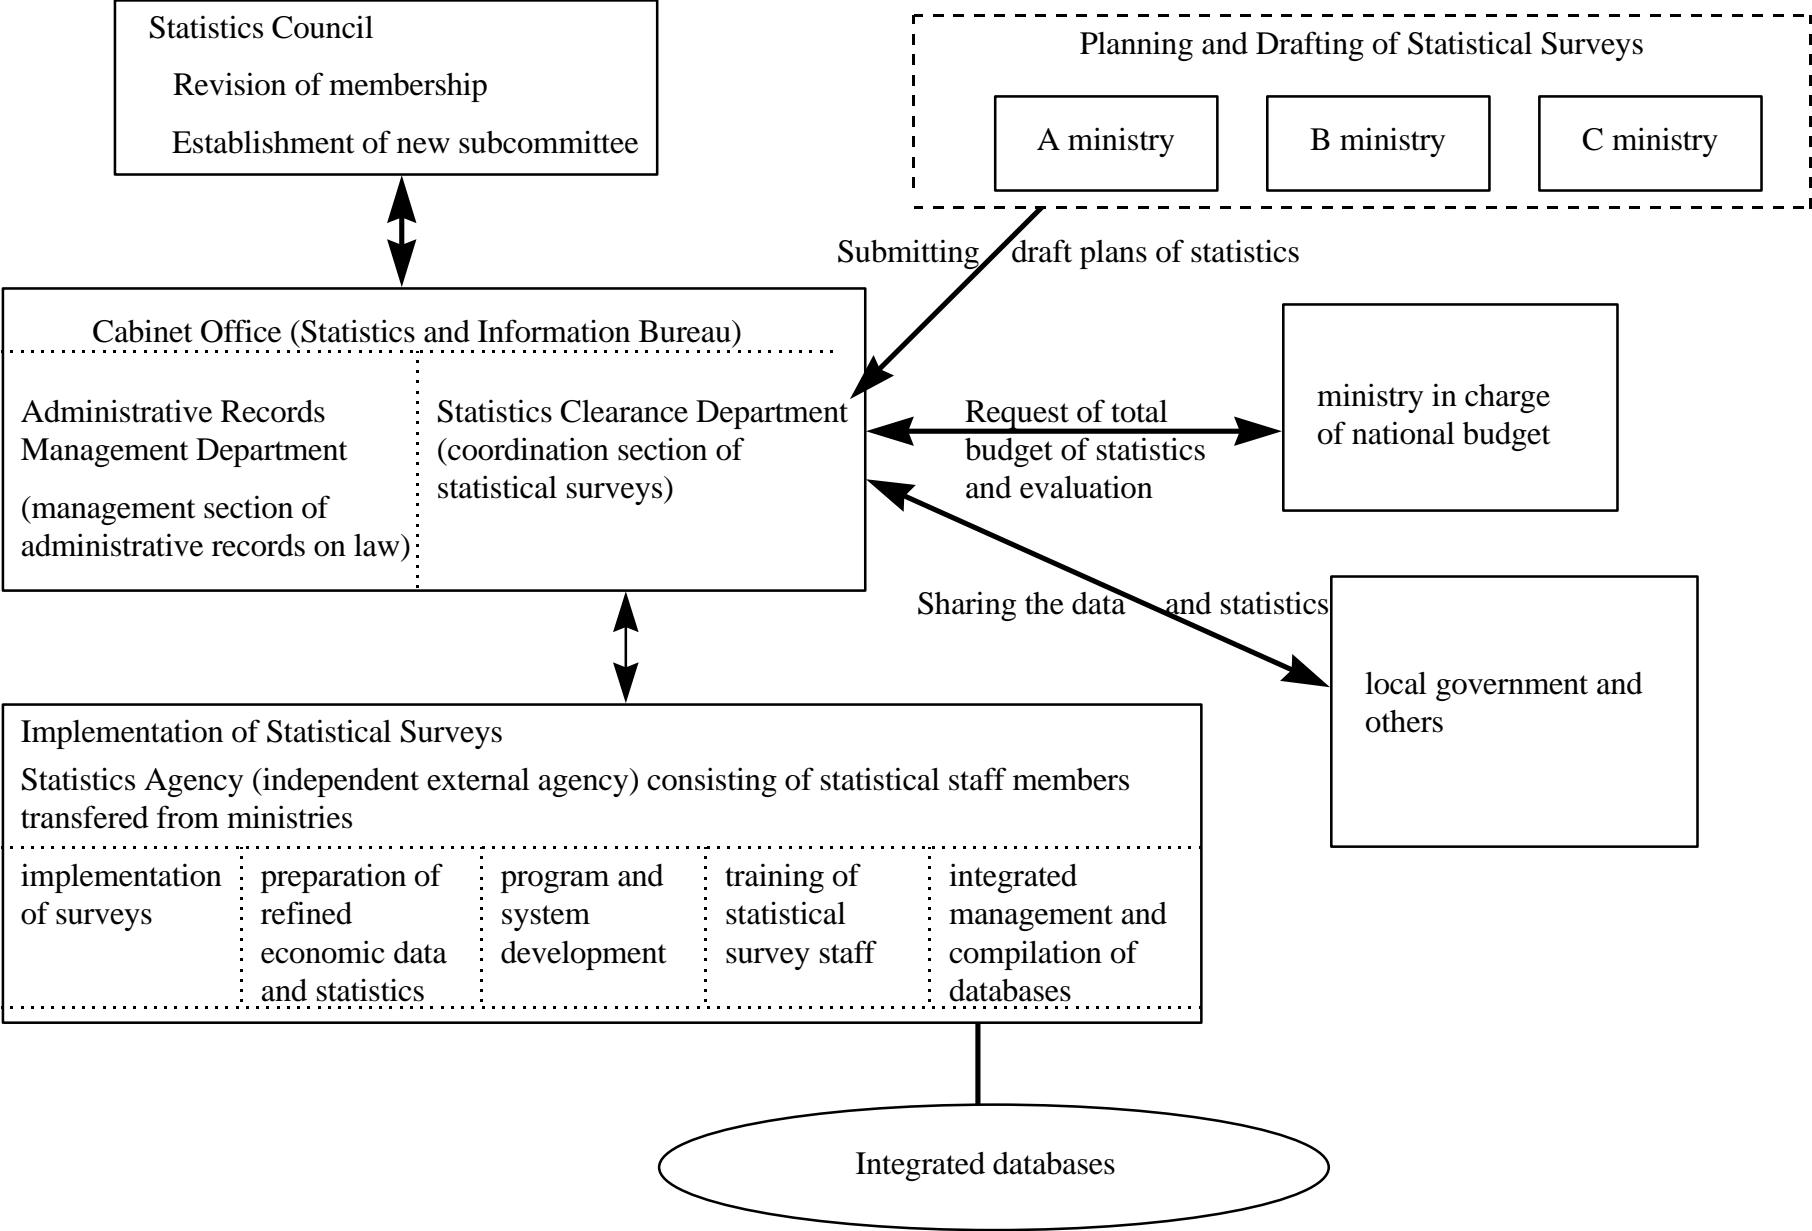 Statistics Council
Revision of membership
Establishment of new subcommittee
Planning and Drafting of Statistical Surveys
A ministry
B ministry
C ministry
Submitting draft plans of statistics
Cabinet Office (Statistics and Information Bureau)
Administrative Records
Management Department
(management section of
administrative records on law)
Statistics Clearance Department
(coordination section of
statistical surveys)
Request of total
budget of statistics
and evaluation
ministry in charge
of national budget
Sharing the data and statistics
local government and
others
Implementation of Statistical Surveys
Statistics Agency (independent external agency) consisting of statistical staff members
transfered from ministries
implementation
of surveys
preparation of
refined
economic data
and statistics
program and
system
development
training of
statistical
survey staff
integrated
management and
compilation of
databases
Integrated databases